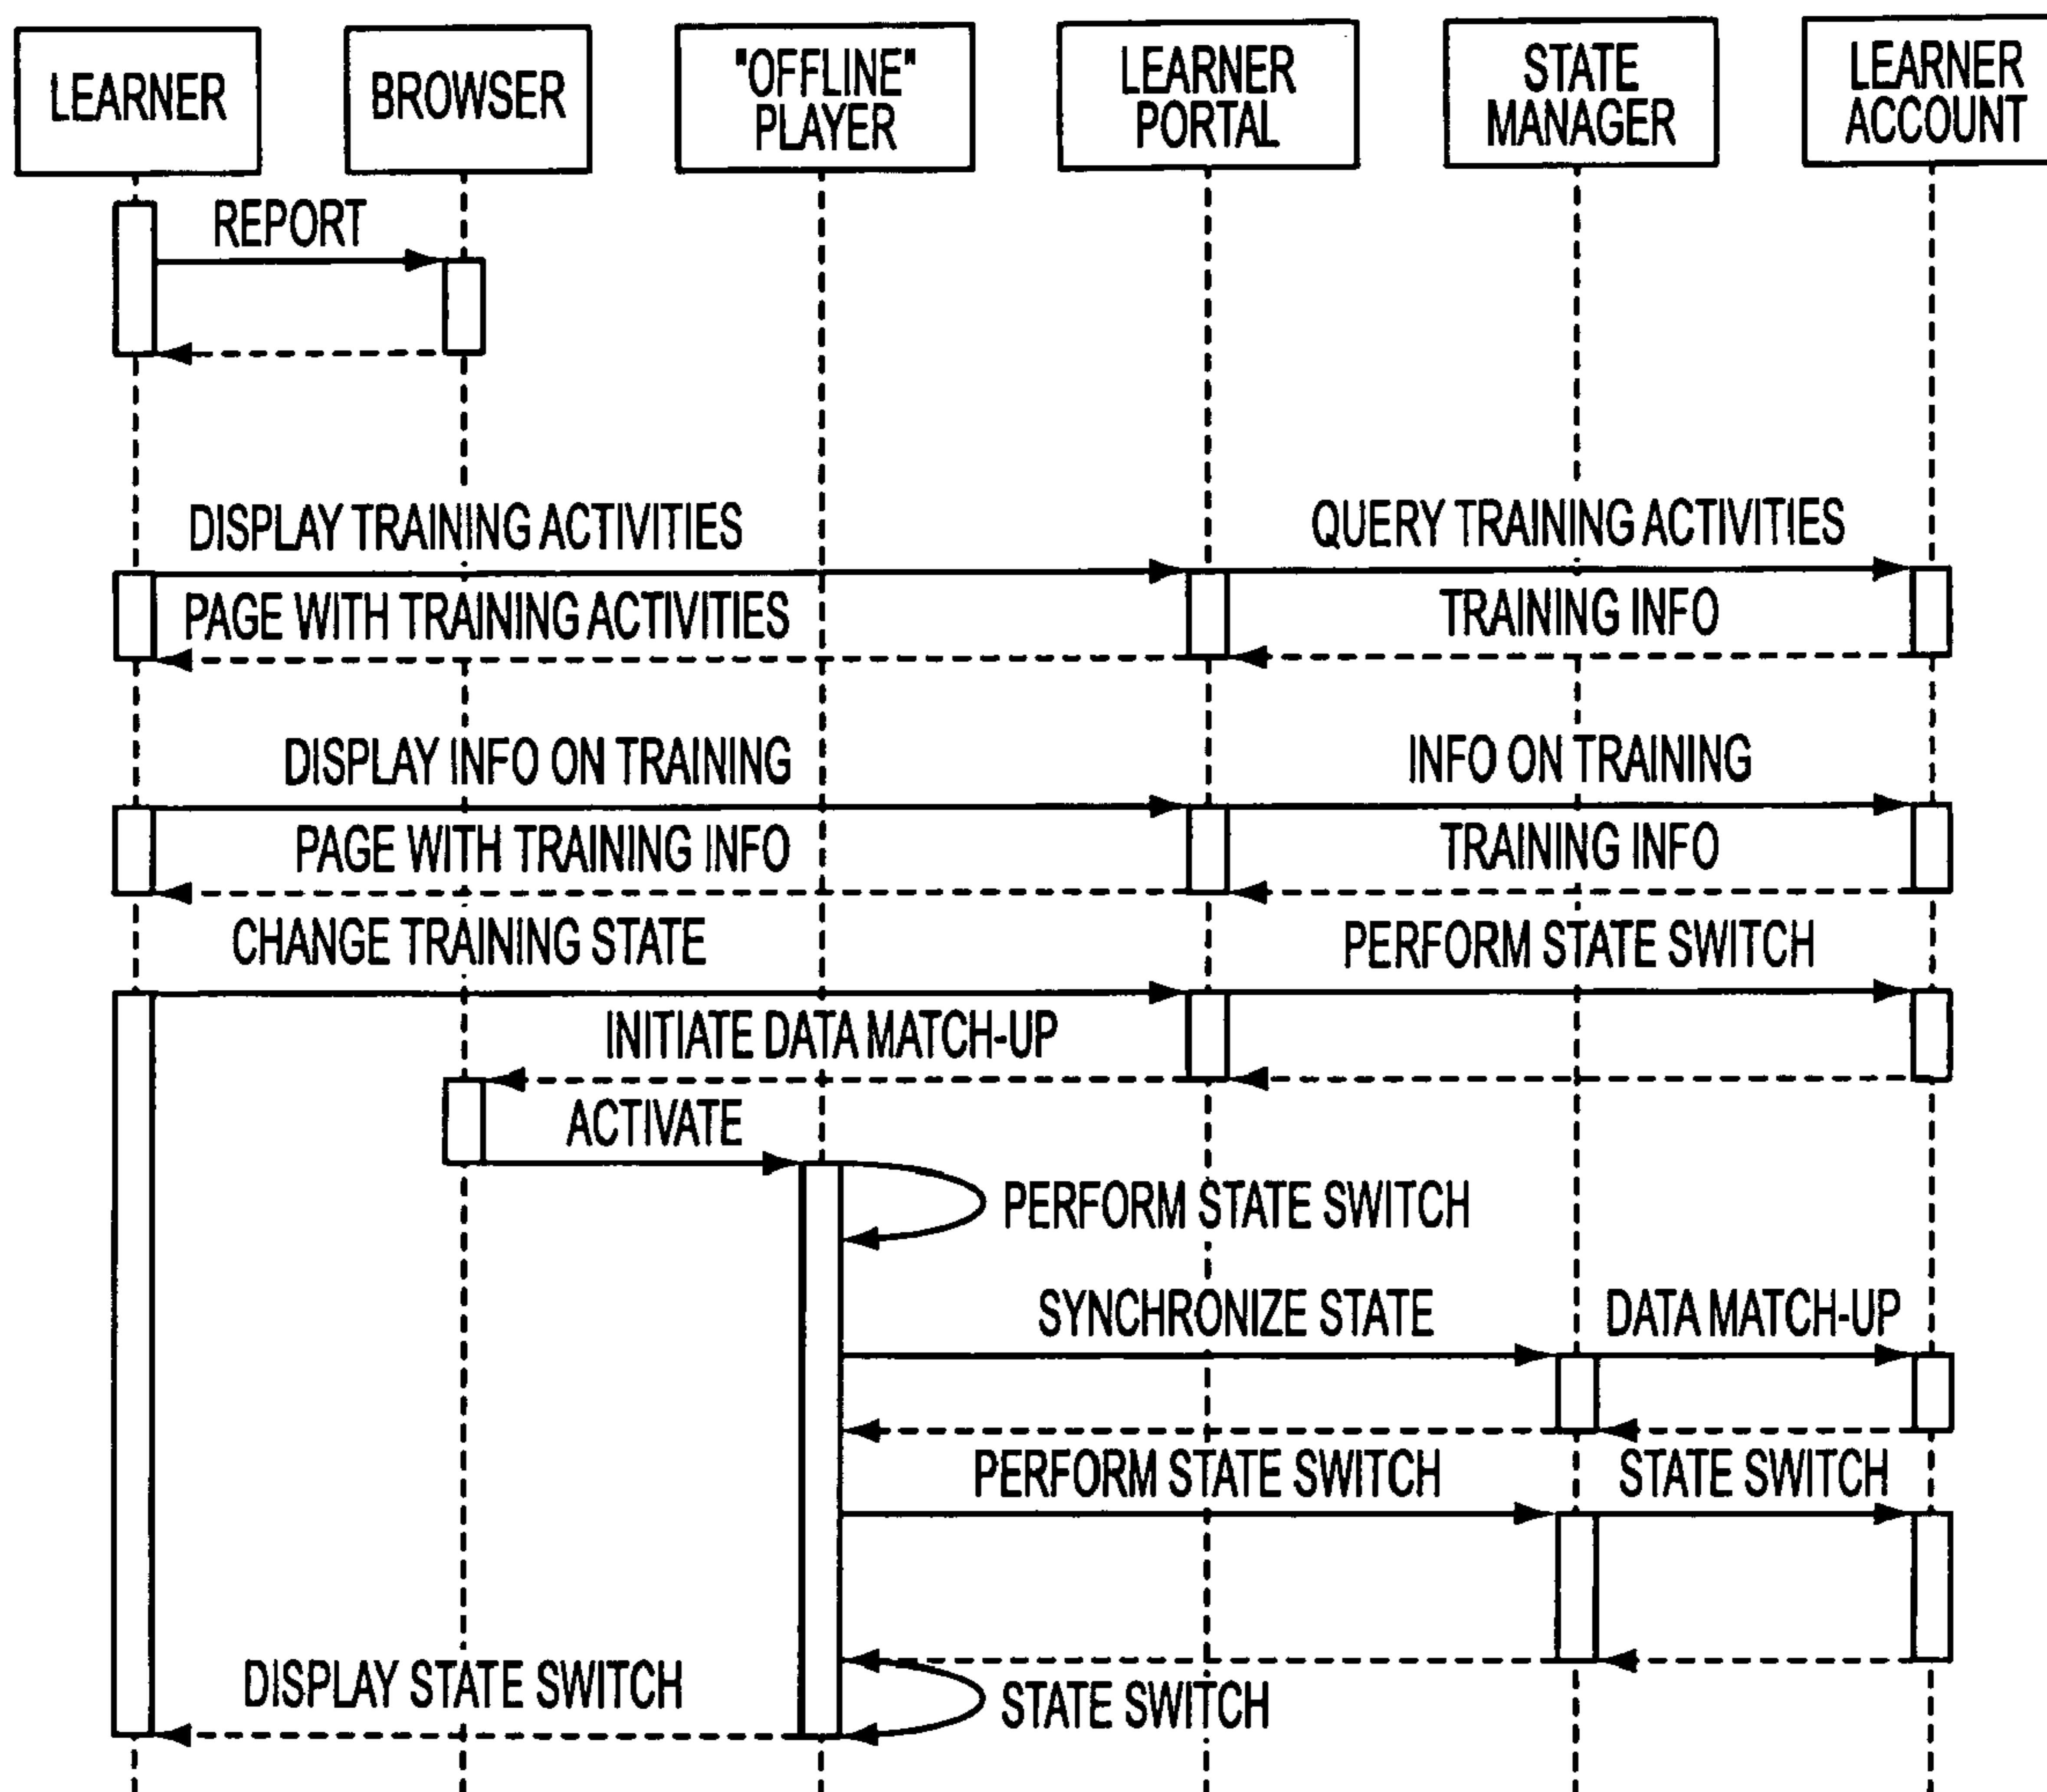 LEARNER
BROWSER
"OFFLINE"
PLAYER
LEARNER
PORTAL
STATE
MANAGER
LEARNER
ACCOUNT
REPORT
DISPLAY TRAINING ACTIVITIES
QUERY TRAINING ACTIVITIES
PAGE WITH TRAINING ACTIVITIES
TRAINING INFO
DISPLAY INFO ON TRAINING
INFO ON TRAINING
PAGE WITH TRAINING INFO
TRAINING INFO
CHANGE TRAINING STATE
PERFORM STATE SWITCH
INITIATE DATA MATCH-UP
ACTIVATE
PERFORM STATE SWITCH
SYNCHRONIZE STATE
DATA MATCH-UP
PERFORM STATE SWITCH
STATE SWITCH
DISPLAY STATE SWITCH
STATE SWITCH